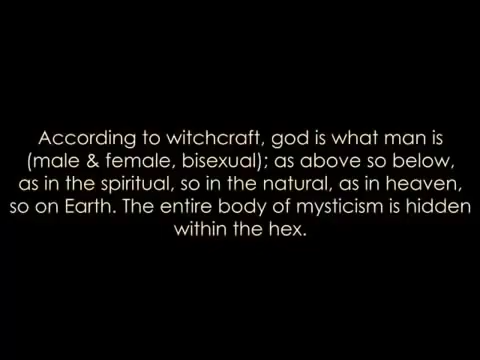 According to witchcraft, god is what man is
(male & female, bisexual); as above so below,
as in the spiritual, so in the natural, as in heaven,
so on Earth. The entire body of mysticism is hidden
within the hex.